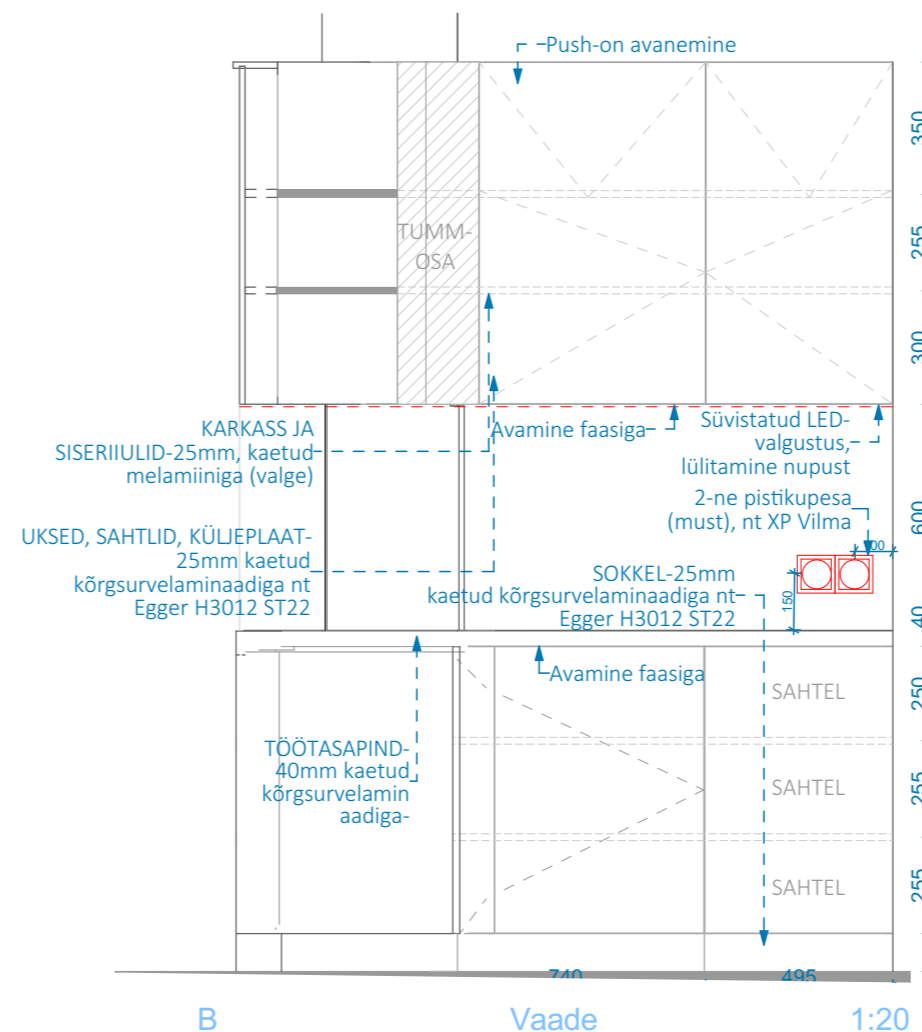 Push-on avanemine
350
TUMM-
OSA
255
300
KARKASS JA
SISERIIULID-25mm, kaetud
melamiiniga (valge)
Avamine faasiga
Süvistatud LED-
valgustus,
lülitamine nupust
2-ne pistikupesa
(must), nt XP Vilma
600
UKSED, SAHTLID, KÜLJEPLAAT-
25mm kaetud
kõrgsurvelaminaadiga nt
Egger H3012 ST22
SOKKEL-25mm
kaetud kõrgsurvelaminaadiga nt
Egger H3012 ST22
150
40
Avamine faasiga
SAHTEL
250
TÖÖTASAPIND-
40mm kaetud
kõrgsurvelamin
aadiga-
SAHTEL
255
SAHTEL
255
740
495
B
Vaade
1:20